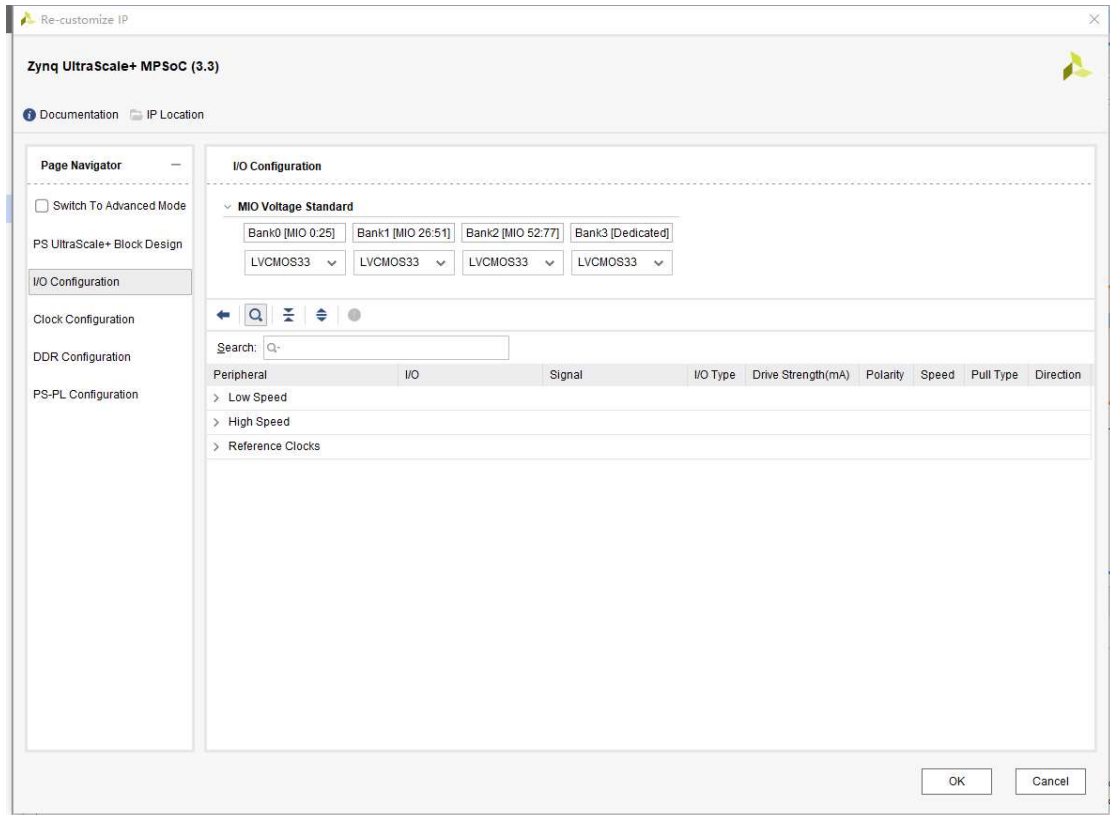 Re-customize IP
Zynq UltraScale+ MPSoC (3.3)
Documentation IP Location
Page Navigator
Switch To Advanced Mode
PS UltraScale+ Block Design
I/O Configuration
Clock Configuration
DDR Configuration
PS-PL Configuration
I/O Configuration
MIO Voltage Standard
Bank0 [MIO 0:25] Bank1 [MIO 26:51] Bank2 [MIO 52:77] Bank3 [Dedicated]
LVCMOS33 LVCMOS33 LVCMOS33 LVCMOS33
Search:
Peripheral I/O Signal I/O Type Drive Strength(mA) Polarity Speed Pull Type Direction
Low Speed
High Speed
Reference Clocks
OK Cancel